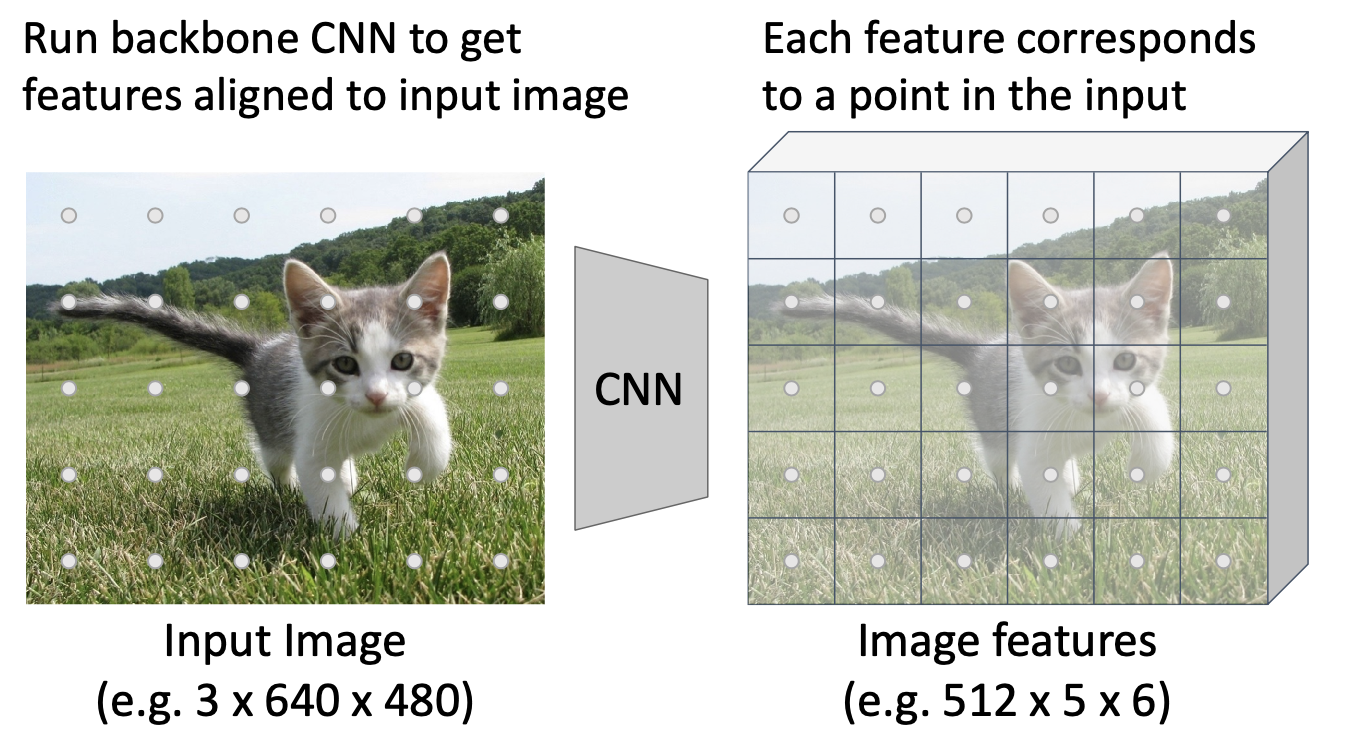 Run backbone CNN to get
features aligned to input image
Each feature corresponds
to a point in the input
CNN
Input Image
(e.g. 3 x 640 x 480)
Image features
(e.g. 512 x 5 x 6)